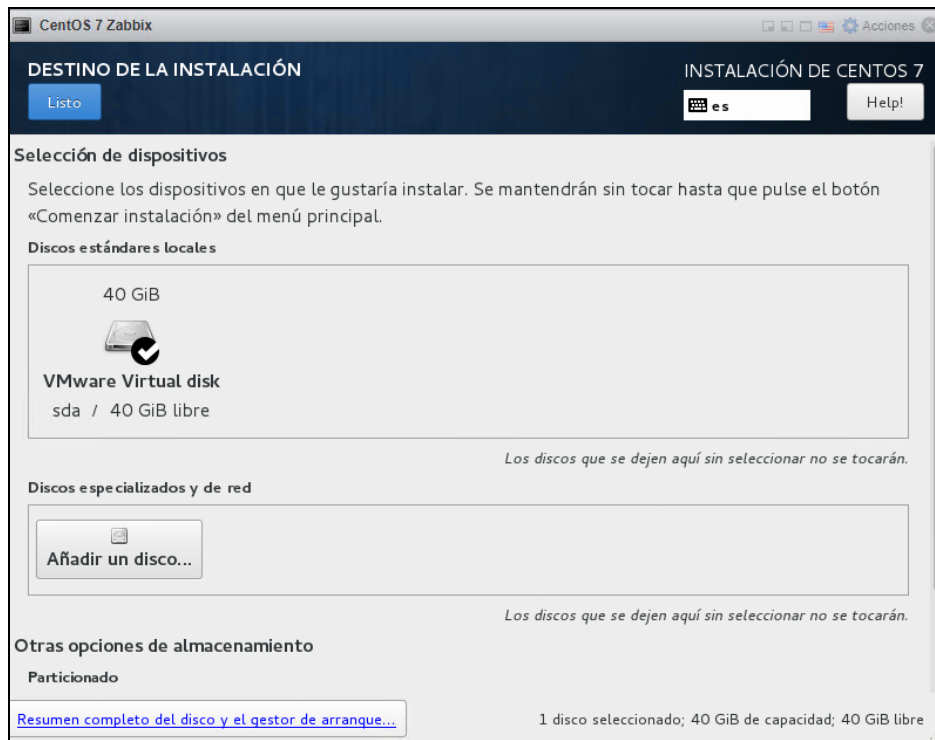 CentOS 7 Zabbix
Acciones
DESTINO DE LA INSTALACIÓN
INSTALACIÓN DE CENTOS 7
Listo
es
Help!
Selección de dispositivos
Seleccione los dispositivos en que le gustaría instalar. Se mantendrán sin tocar hasta que pulse el botón
«Comenzar instalación» del menú principal.
Discos estándares locales
40 GiB
VMware Virtual disk
sda / 40 GiB libre
Los discos que se dejen aquí sin seleccionar no se tocarán.
Discos especializados y de red
Añadir un disco...
Los discos que se dejen aquí sin seleccionar no se tocarán.
Otras opciones de almacenamiento
Particionado
Resumen completo del disco y el gestor de arranque...
1 disco seleccionado; 40 GiB de capacidad; 40 GiB libre